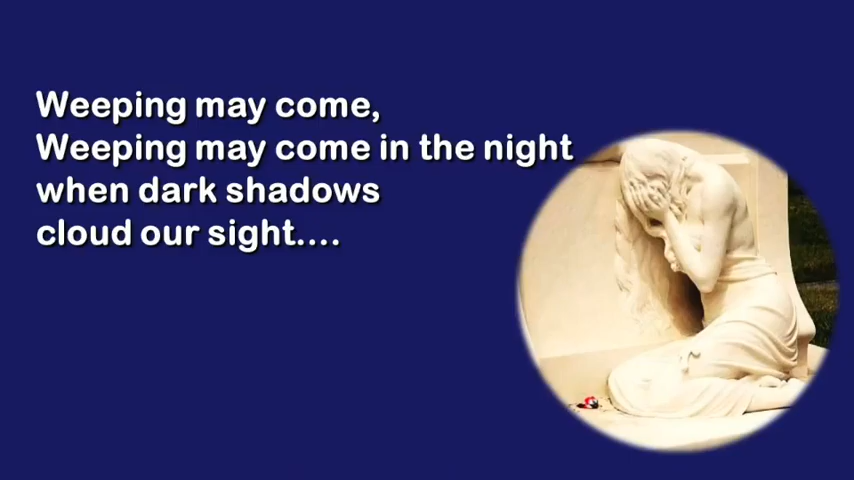 Weeping may come,
Weeping may come in the night
when dark shadows
cloud our sight....